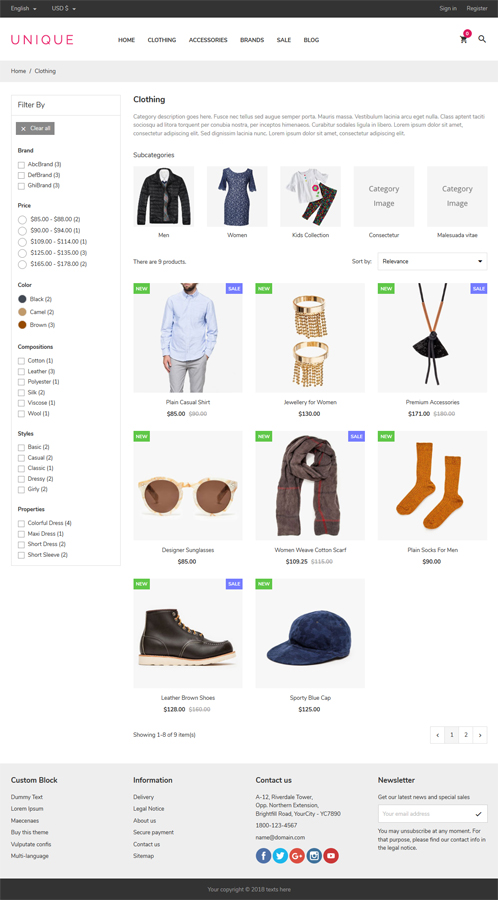 English USD $ Sign in Register
UNIQUE HOME CLOTHING ACCESSORIES BRANDS SALE BLOG 0
Home / Clothing
Filter By
Clear all
Brand
AbcBrand (3)
DefBrand (3)
GhiBrand (3)
Price
$85.00 - $88.00 (2)
$90.00 - $94.00 (1)
$109.00 - $114.00 (1)
$125.00 - $135.00 (3)
$165.00 - $178.00 (2)
Color
Black (2)
Camel (2)
Brown (3)
Compositions
Cotton (1)
Leather (3)
Polyester (1)
Silk (2)
Viscose (1)
Wool (1)
Styles
Basic (2)
Casual (2)
Classic (1)
Dressy (2)
Girly (2)
Properties
Colorful Dress (4)
Maxi Dress (1)
Short Dress (2)
Short Sleeve (2)
Clothing
Category description goes here. Fusce nec tellus sed augue semper porta. Mauris massa. Vestibulum lacinia arcu eget nulla. Class aptent taciti
sociosqu ad litora torquent per conubia nostra, per inceptos himenaeos. Curabitur sodales ligula in libero. Lorem ipsum dolor sit amet,
consectetur adipiscing elit. Sed dignissim lacinia nunc. Lorem ipsum dolor sit amet, consectetur adipiscing elit.
Subcategories
Category Image
Category Image
Men Women Kids Collection Consectetur Malesuada vitae
There are 9 products. Sort by: Relevance
NEW SALE NEW NEW SALE
Plain Casual Shirt Jewellery for Women Premium Accessories
$85.00 $90.00 $130.00 $171.00 $180.00
NEW NEW SALE NEW
Designer Sunglasses Women Weave Cotton Scarf Plain Socks For Men
$85.00 $109.25 $115.00 $90.00
NEW SALE NEW
Leather Brown Shoes Sporty Blue Cap
$128.00 $160.00 $125.00
Showing 1-8 of 9 item(s) ‹ 1 2 ›
Custom Block
Dummy Text
Lorem Ipsum
Maecenaes
Buy this theme
Vulputate confis
Multi-language
Information
Delivery
Legal Notice
About us
Secure payment
Contact us
Sitemap
Contact us
A-12, Riverdale Tower,
Opp. Northern Extension,
Brightfill Road, YourCity - YC7890
1800-123-4567
name@domain.com
Newsletter
Get our latest news and special sales
Your email address
You may unsubscribe at any moment. For
that purpose, please find our contact info in
the legal notice.
Your copyright © 2018 texts here